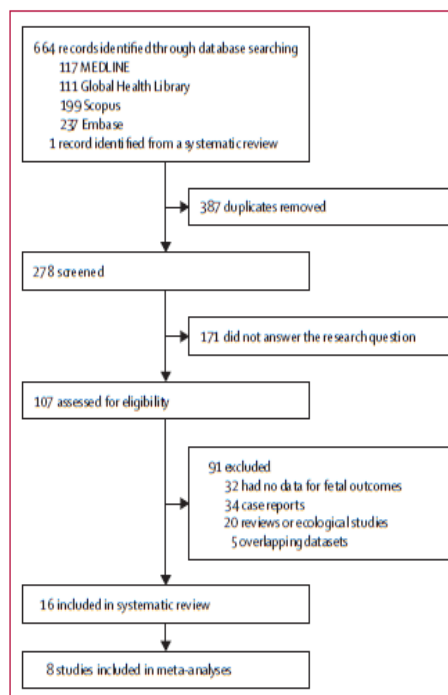 664 records identified through database searching
117 MEDLINE
111 Global Health Library
199 Scopus
237 Embase
1 record identified from a systematic review
387 duplicates removed
278 screened
171 did not answer the research question
107 assessed for eligibility
91 excluded
32 had no data for fetal outcomes
34 case reports
20 reviews or ecological studies
5 overlapping datasets
16 included in systematic review
8 studies included in meta-analyses